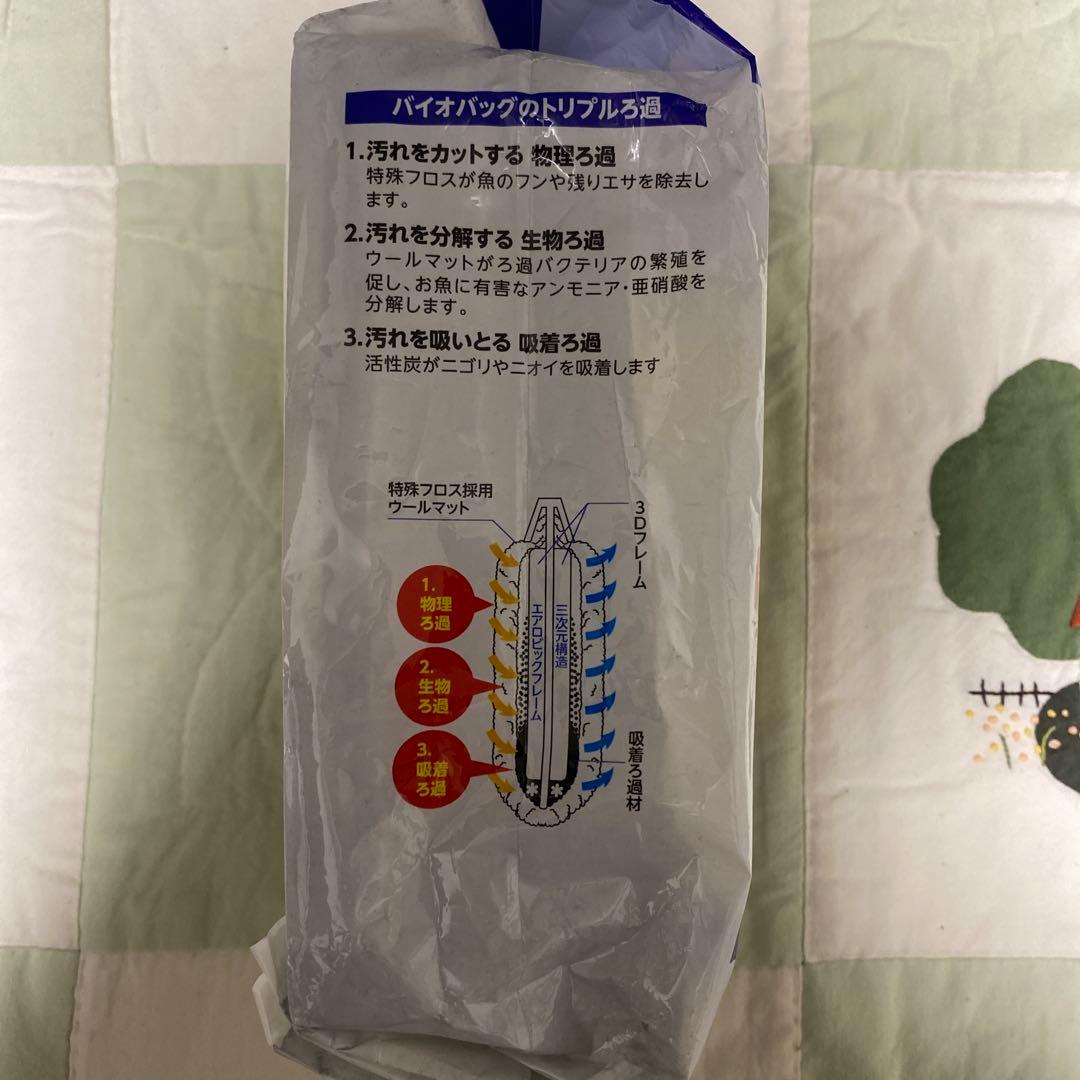 バイオバッグのトリプルろ過
1.汚れをカットする 物理ろ過
特殊フロスが魚のフンや残りエサを除去し
ます。
2.汚れを分解する 生物ろ過
ウールマットがろ過バクテリアの繁殖を
促し、お魚に有害なアンモニア・亜硝酸を
分解します。
3.汚れを吸いとる 吸着ろ過
活性炭がニゴリやニオイを吸着します
特殊フロス採用
ウールマット
3Dフレーム
1.
物理
ろ過
2.
生物
ろ過
3.
吸着
ろ過
エアロビックフレーム
三次元構造
吸着ろ過材